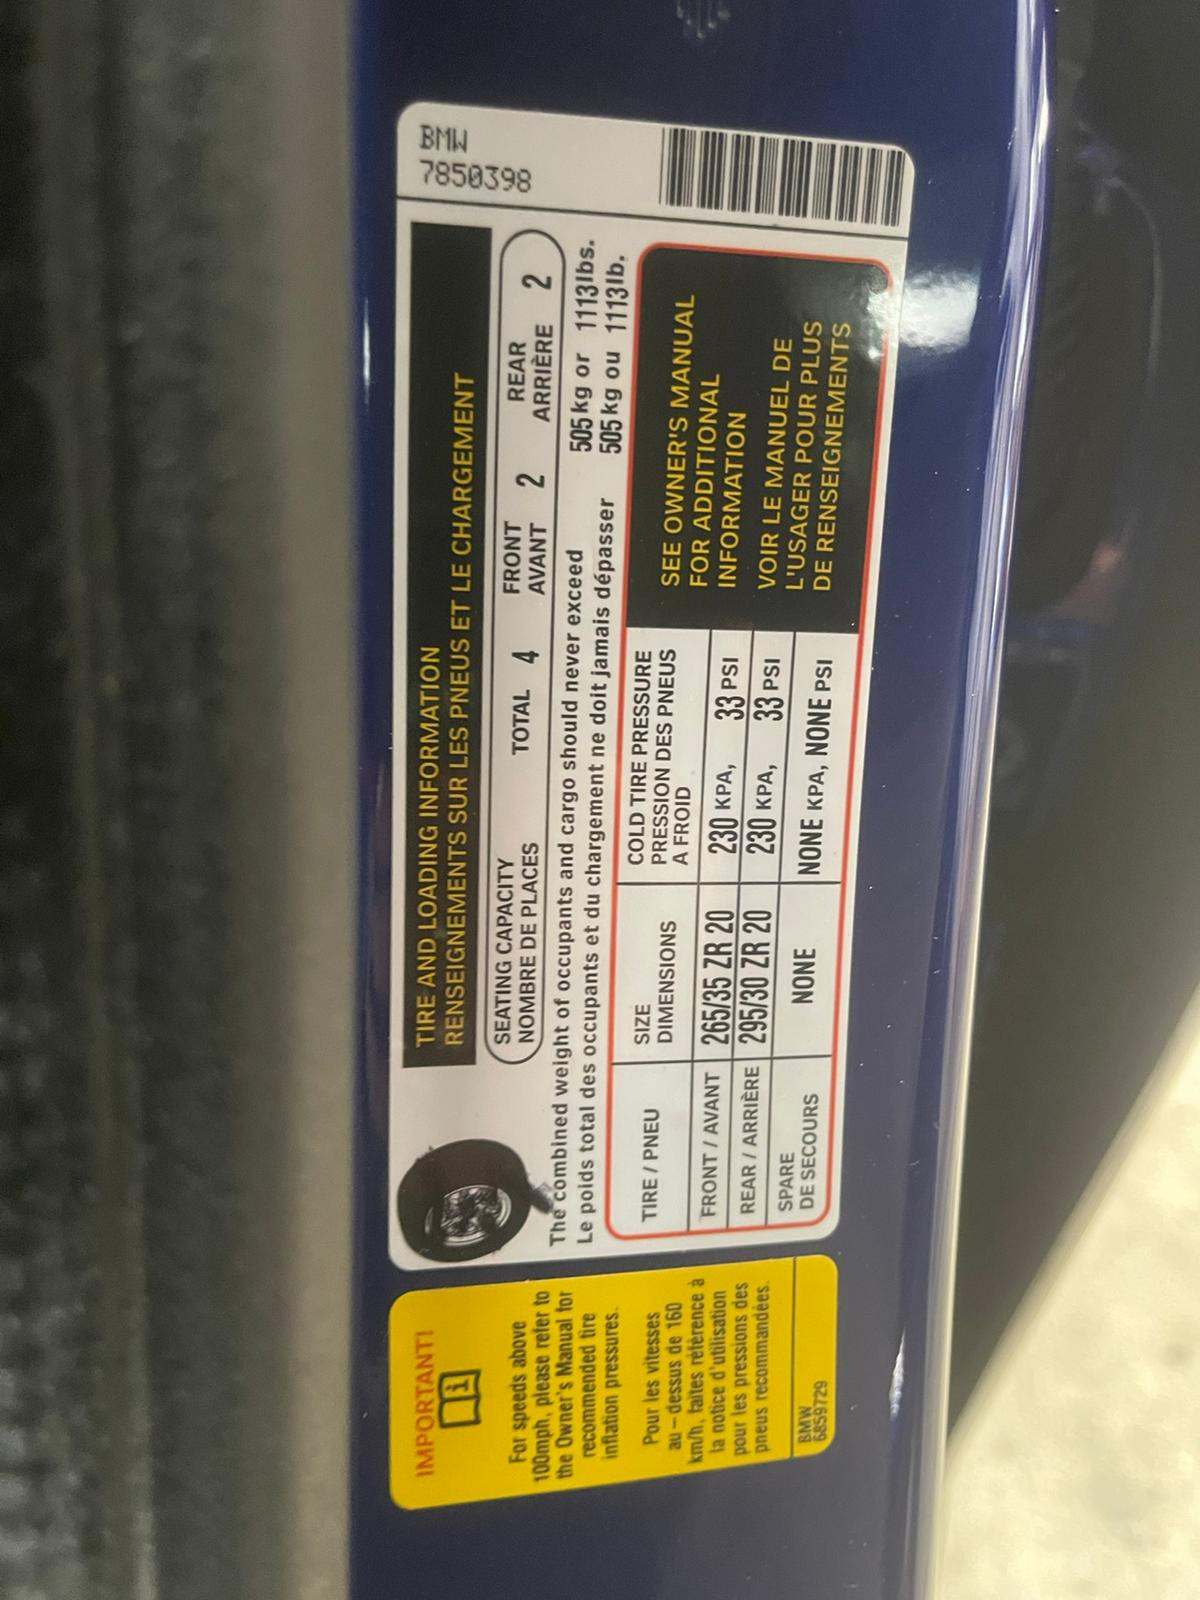 BMW
7850398
TIRE AND LOADING INFORMATION
RENSEIGNEMENTS SUR LES PNEUS ET LE CHARGEMENT
SEATING CAPACITY TOTAL 4 FRONT 2 REAR 2
NOMBRE DE PLACES AVANT ARRIÈRE
The combined weight of occupants and cargo should never exceed 505 kg or 1113 lbs.
Le poids total des occupants et du chargement ne doit jamais dépasser 505 kg ou 1113 lb.
TIRE / PNEU SIZE COLD TIRE PRESSURE
DIMENSIONS PRESSION DES PNEUS
A FROID
FRONT / AVANT 265/35 ZR 20 230 KPA, 33 PSI
REAR / ARRIÈRE 295/30 ZR 20 230 KPA, 33 PSI
SPARE NONE NONE KPA, NONE PSI
DE SECOURS
SEE OWNER'S MANUAL
FOR ADDITIONAL
INFORMATION
VOIR LE MANUEL DE
L'USAGER POUR PLUS
DE RENSEIGNEMENTS
IMPORTANT!
For speeds above
100mph, please refer to
the Owner's Manual for
recommended tire
inflation pressures.
Pour les vitesses
au – dessus de 160
km/h, faites référence à
la notice d'utilisation
pour les pressions des
pneus recommandées.
BMW
6859729